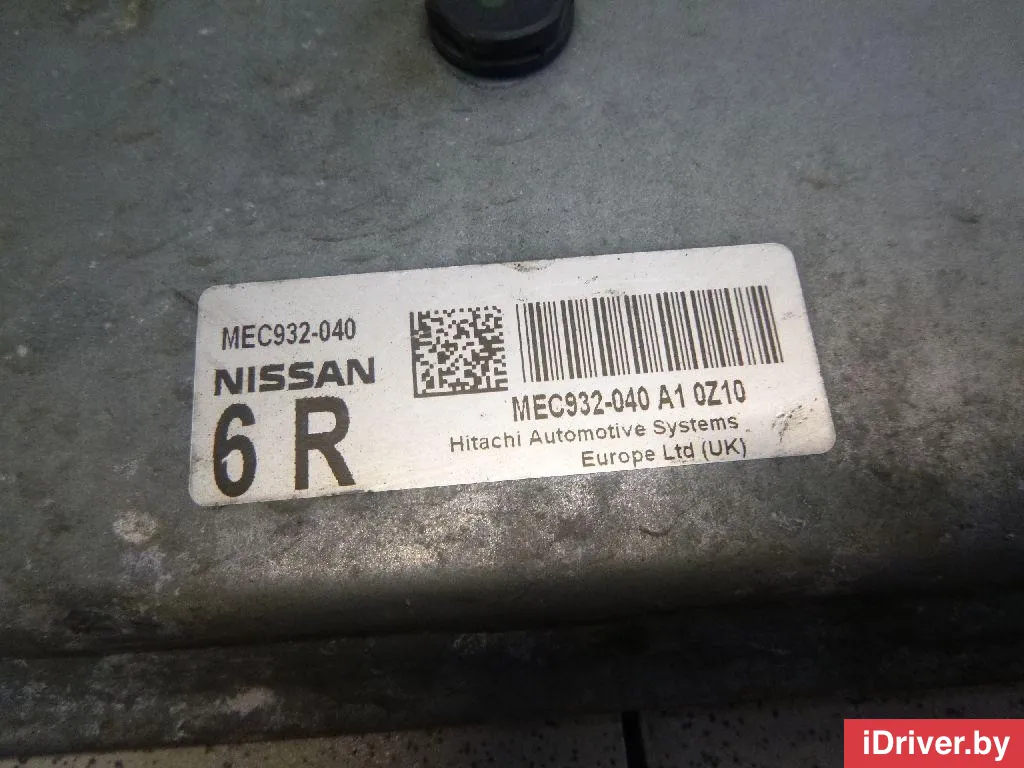 MEC932-040
NISSAN
6 R
MEC932-040 A1 0Z10
Hitachi Automotive Systems
Europe Ltd (UK)
iDriver.by